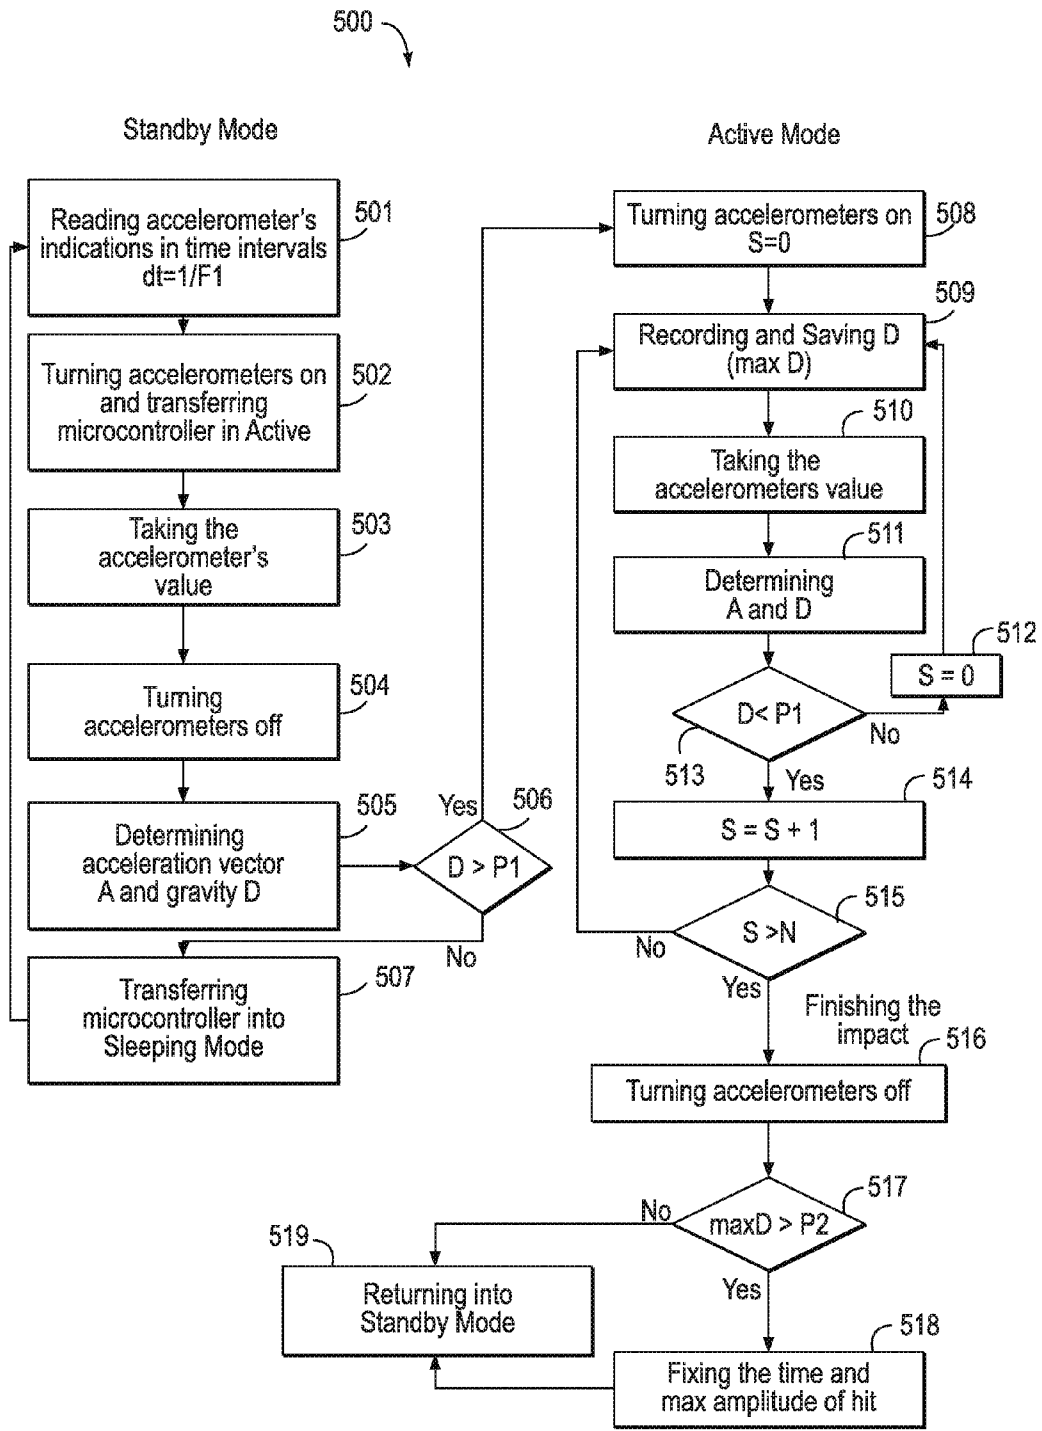 500
Standby Mode
Reading accelerometer's
indications in time intervals
dt=1/F1
501
Turning accelerometers on
and transferring
microcontroller in Active
502
Taking the
accelerometer's
value
503
Turning
accelerometers off
504
Determining
acceleration vector
A and gravity D
505
D > P1
506
Yes
No
Transferring
microcontroller into
Sleeping Mode
507
Active Mode
Turning accelerometers on
S=0
508
Recording and Saving D
(max D)
509
Taking the
accelerometers value
510
Determining
A and D
511
S = 0
512
D< P1
513
No
Yes
S = S + 1
514
S >N
515
No
Yes
Finishing the
impact
Turning accelerometers off
516
maxD > P2
517
No
Yes
Fixing the time and
max amplitude of hit
518
Returning into
Standby Mode
519